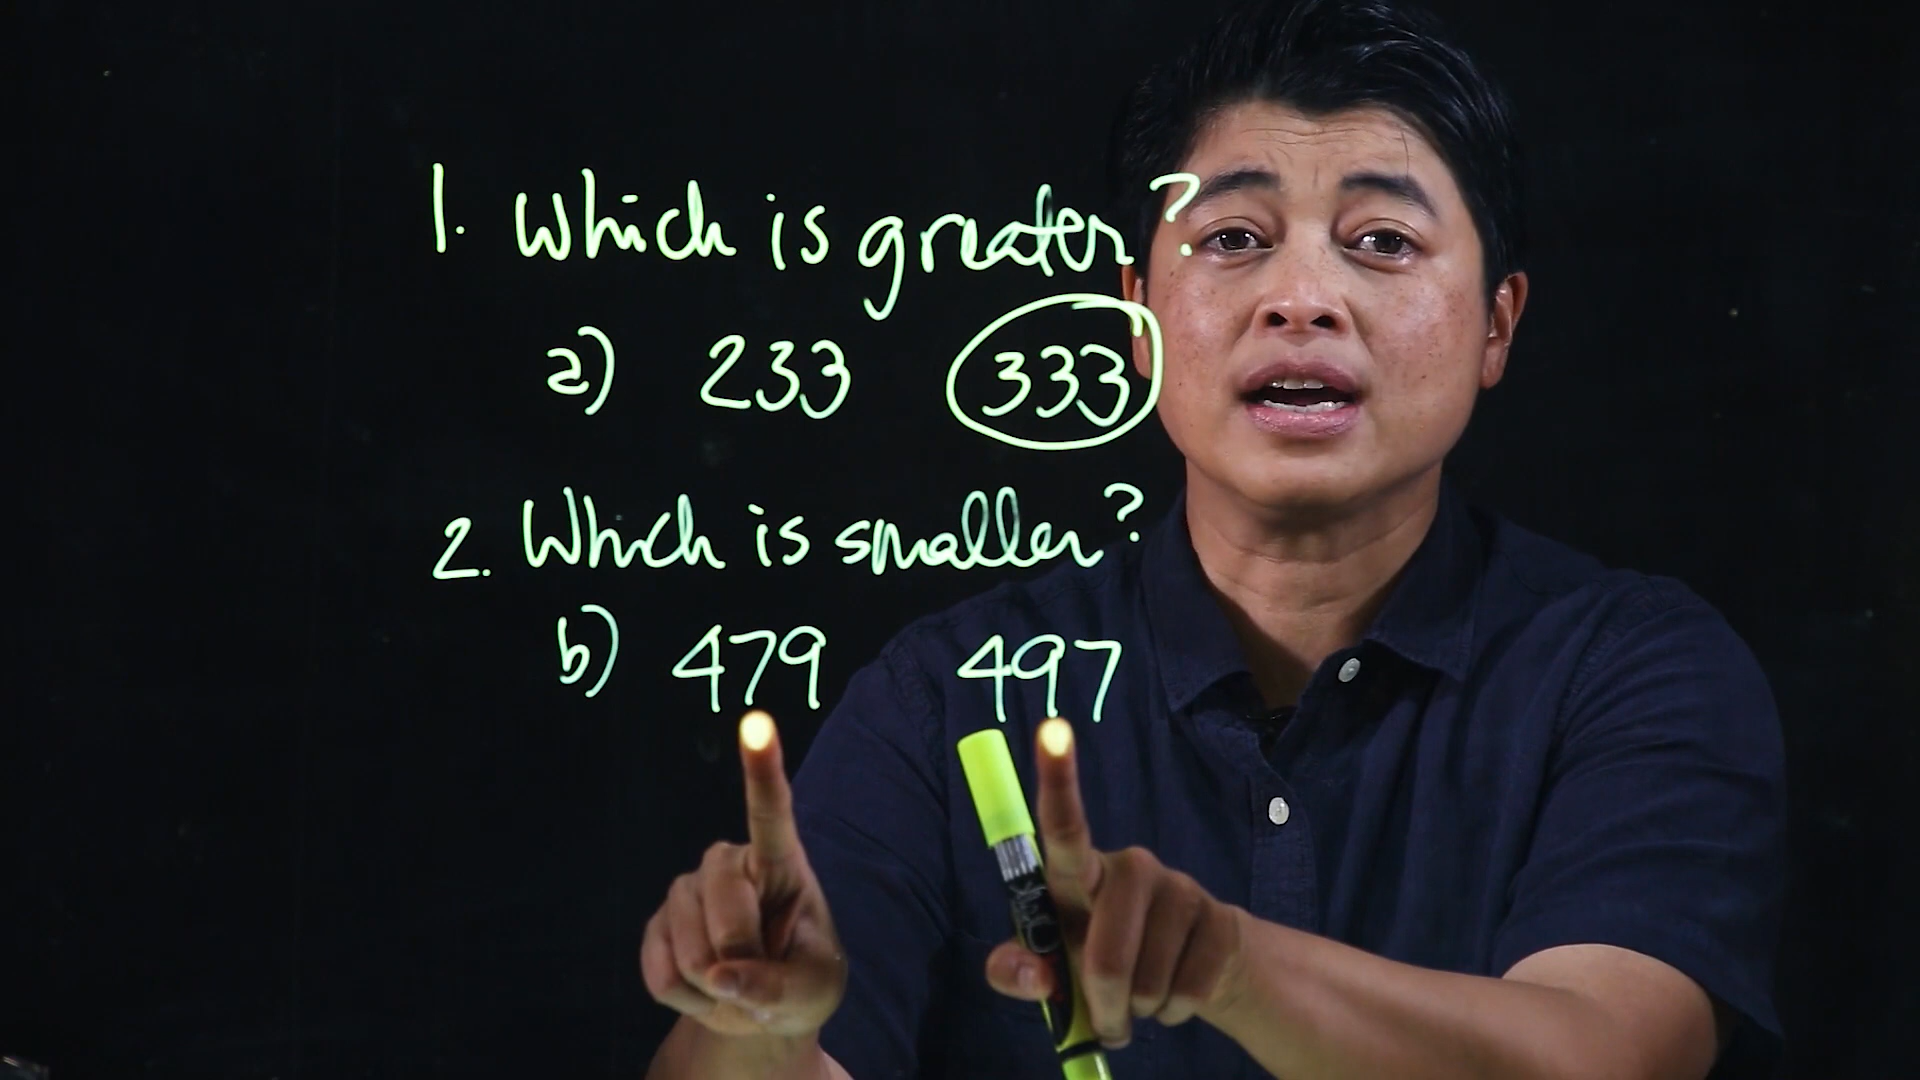 1. Which is greater?
a) 233 333
2. Which is smaller?
b) 479 497